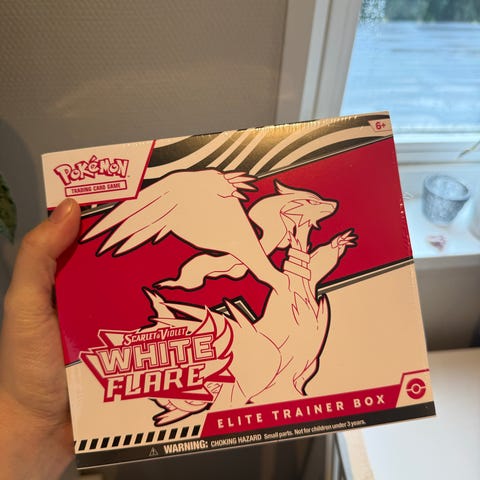 6+
POKéMON
TRADING CARD GAME
SCARLET & VIOLET
WHITE
FLARE
ELITE TRAINER BOX
WARNING: CHOKING HAZARD Small parts. Not for children under 3 years.